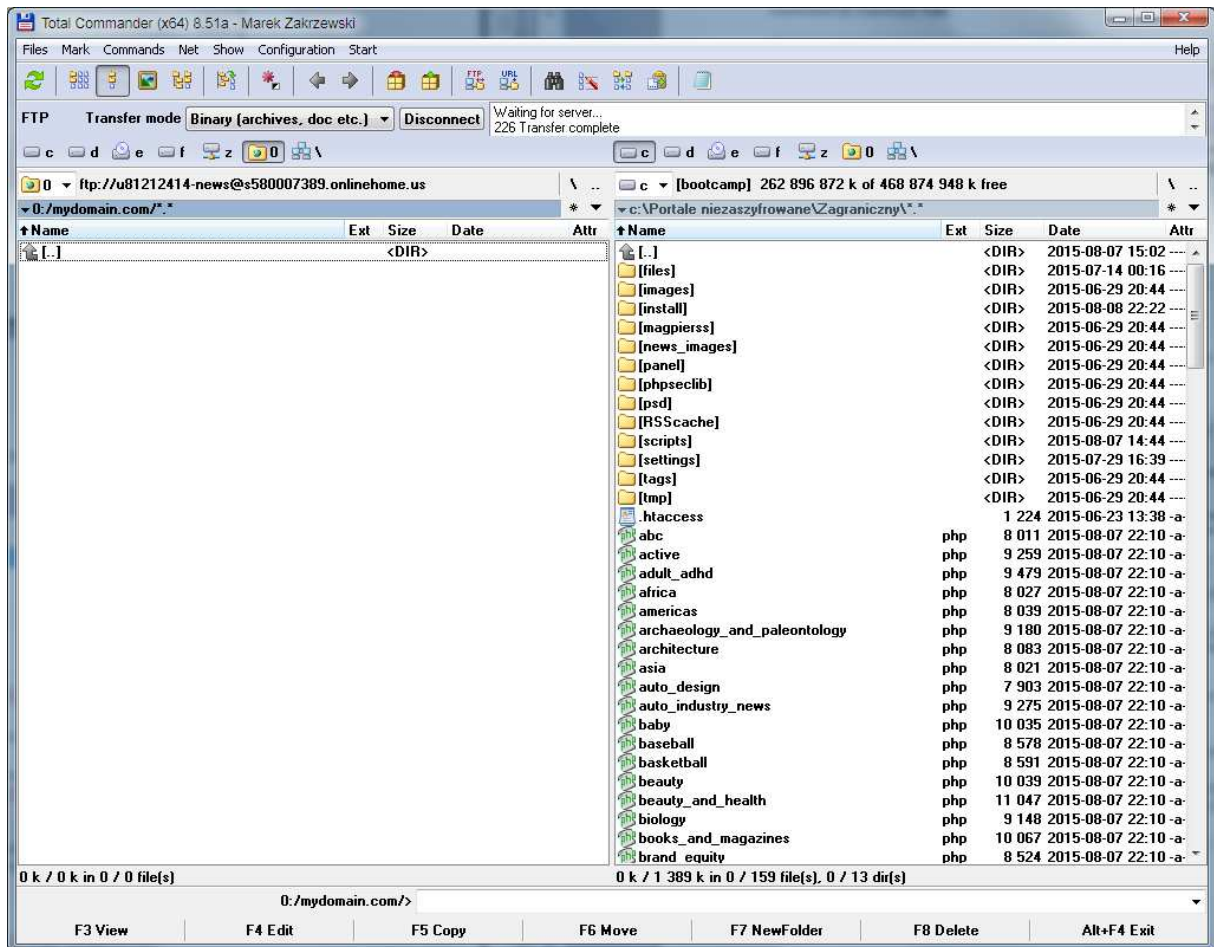 Total Commander (x64) 8.51a - Marek Zakrzewski
Files Mark Commands Net Show Configuration Start Help
FTP URL
FTP Transfer mode Binary (archives, doc etc.) Disconnect
Waiting for server...
226 Transfer complete
c d e f z 0 \
c d e f z 0 \
0 ftp://u81212414-news@s580007389.onlinehome.us \ ..
c [bootcamp] 262 896 872 k of 468 874 948 k free \ ..
0:/mydomain.com/*.* * 
c:\Portale niezaszyfrowane\Zagraniczny\*.* *
Name Ext Size Date Attr
[..] <DIR>
Name Ext Size Date Attr
[..] <DIR> 2015-08-07 15:02 ----
[files] <DIR> 2015-07-14 00:16 ----
[images] <DIR> 2015-06-29 20:44 ----
[install] <DIR> 2015-08-08 22:22 ----
[magpierss] <DIR> 2015-06-29 20:44 ----
[news_images] <DIR> 2015-06-29 20:44 ----
[panel] <DIR> 2015-06-29 20:44 ----
[phpseclib] <DIR> 2015-06-29 20:44 ----
[psd] <DIR> 2015-06-29 20:44 ----
[RSScache] <DIR> 2015-06-29 20:44 ----
[scripts] <DIR> 2015-08-07 14:44 ----
[settings] <DIR> 2015-07-29 16:39 ----
[tags] <DIR> 2015-06-29 20:44 ----
[tmp] <DIR> 2015-06-29 20:44 ----
.htaccess 1 224 2015-06-23 13:38 -a-
abc php 8 011 2015-08-07 22:10 -a-
active php 9 259 2015-08-07 22:10 -a-
adult_adhd php 9 479 2015-08-07 22:10 -a-
africa php 8 027 2015-08-07 22:10 -a-
americas php 8 039 2015-08-07 22:10 -a-
archaeology_and_paleontology php 9 180 2015-08-07 22:10 -a-
architecture php 8 083 2015-08-07 22:10 -a-
asia php 8 021 2015-08-07 22:10 -a-
auto_design php 7 903 2015-08-07 22:10 -a-
auto_industry_news php 9 275 2015-08-07 22:10 -a-
baby php 10 035 2015-08-07 22:10 -a-
baseball php 8 578 2015-08-07 22:10 -a-
basketball php 8 591 2015-08-07 22:10 -a-
beauty php 10 039 2015-08-07 22:10 -a-
beauty_and_health php 11 047 2015-08-07 22:10 -a-
biology php 9 148 2015-08-07 22:10 -a-
books_and_magazines php 10 067 2015-08-07 22:10 -a-
brand_equity php 8 524 2015-08-07 22:10 -a-
0 k / 0 k in 0 / 0 file(s)
0 k / 1 389 k in 0 / 159 file(s), 0 / 13 dir(s)
0:/mydomain.com/>
F3 View F4 Edit F5 Copy F6 Move F7 NewFolder F8 Delete Alt+F4 Exit